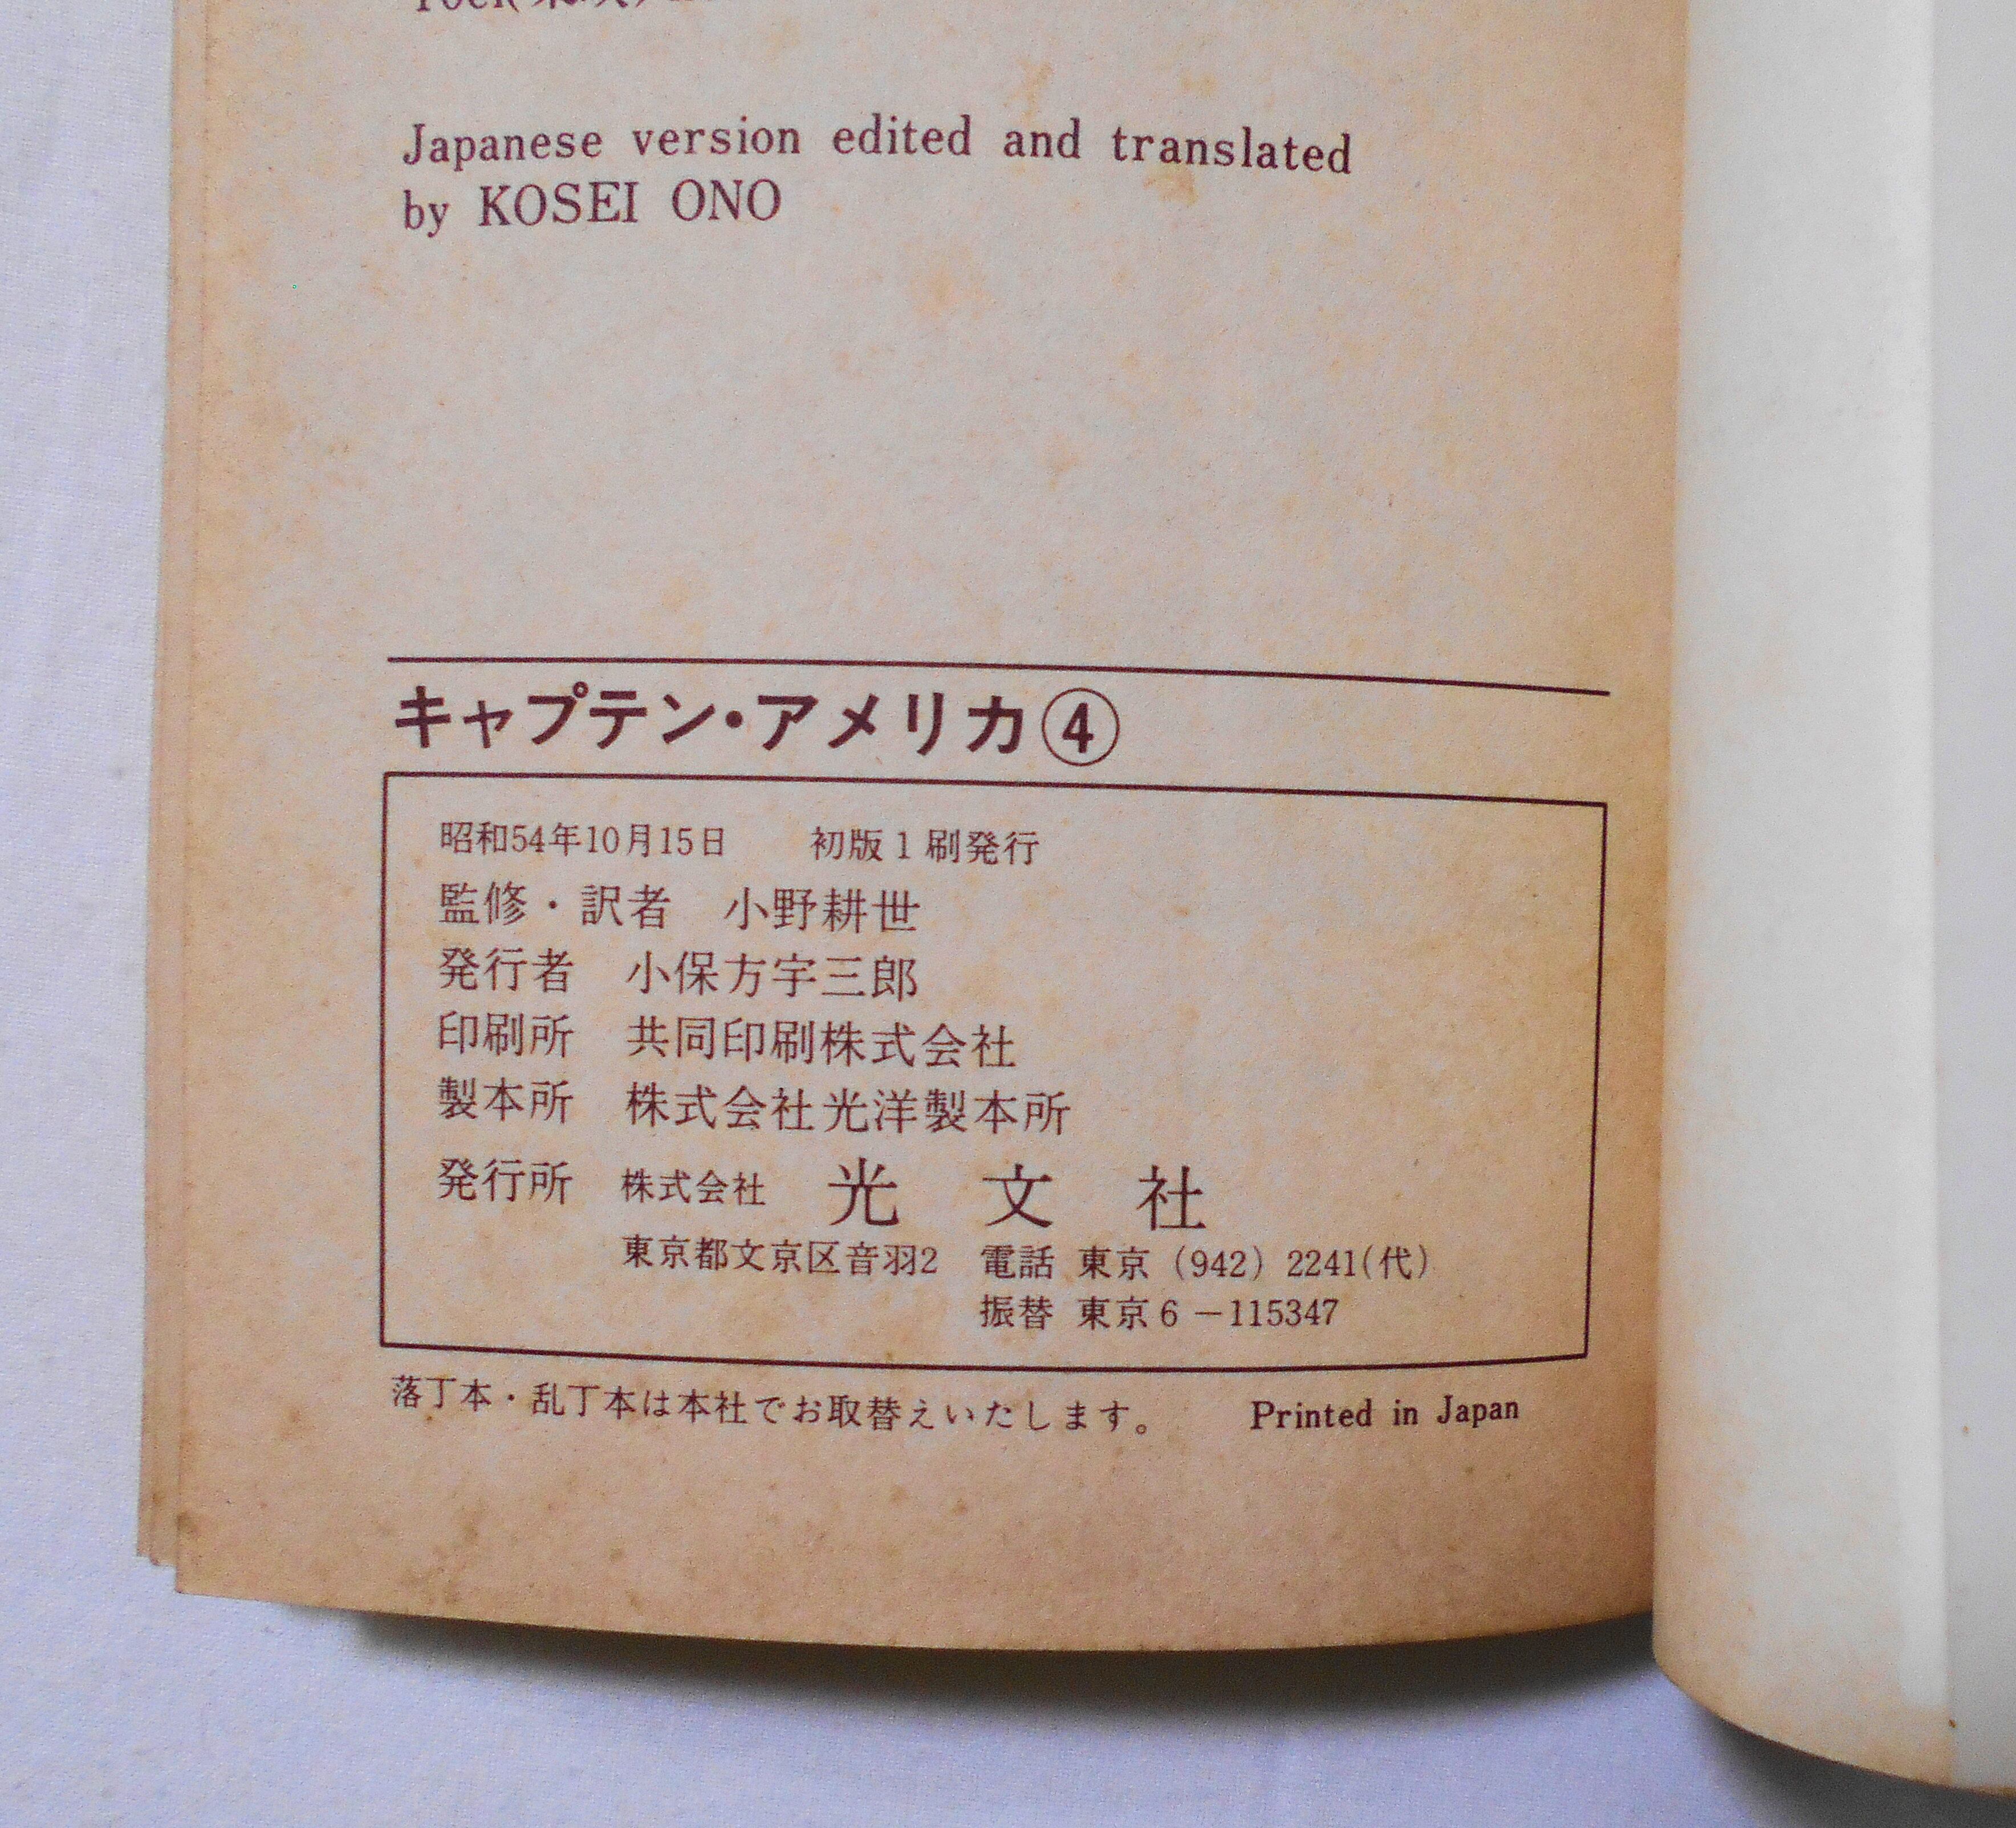 Japanese version edited and translated
by KOSEI ONO
キャプテン・アメリカ④
昭和54年10月15日　初版1刷発行
監修・訳者　小野耕世
発行者　小保方宇三郎
印刷所　共同印刷株式会社
製本所　株式会社光洋製本所
発行所　株式会社　光文社
東京都文京区音羽2　電話 東京 (942) 2241(代)
振替 東京6－115347
落丁本・乱丁本は本社でお取替えいたします。　Printed in Japan